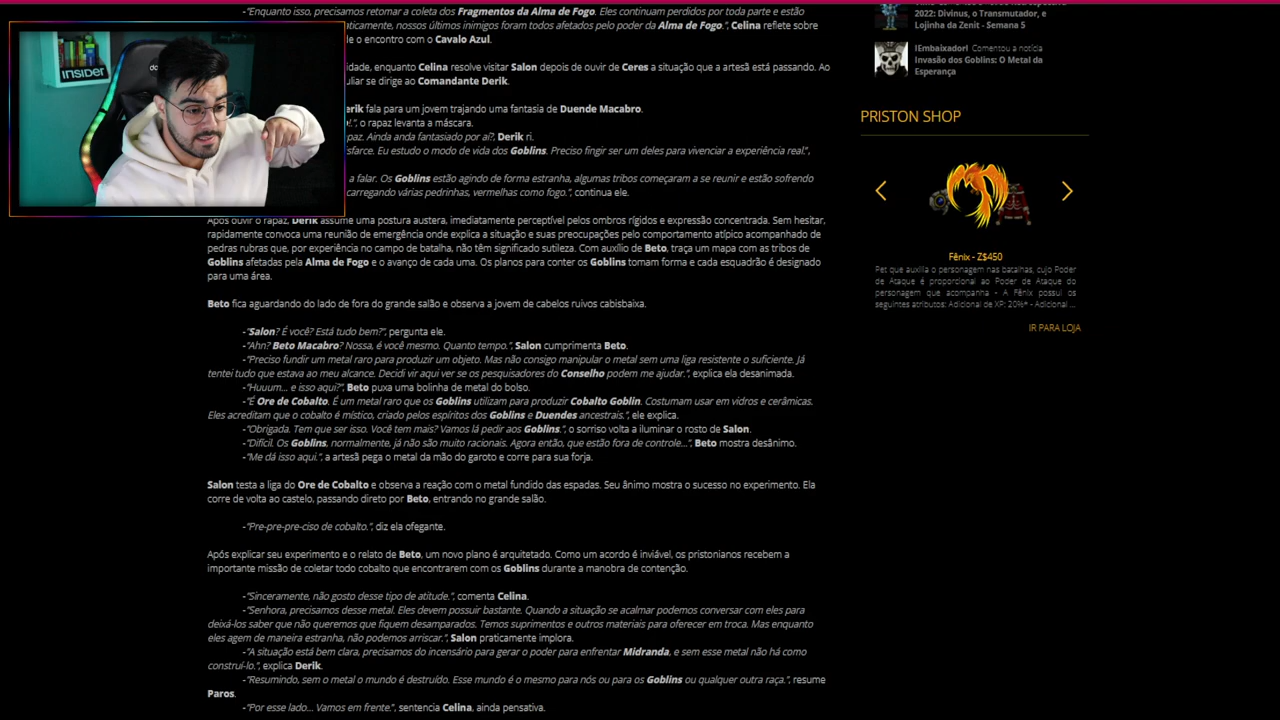 -"Enquanto isso, precisamos retomar a coleta dos Fragmentos da Alma de Fogo. Eles continuam perdidos por toda parte e estão
aticamente, nossos últimos inimigos foram todos afetados pelo poder da Alma de Fogo.", Celina reflete sobre
e o encontro com o Cavalo Azul.
idade, enquanto Celina resolve visitar Salon depois de ouvir de Ceres a situação que a artesã está passando. Ao
uliar se dirige ao Comandante Derik.
erik fala para um jovem trajando uma fantasia de Duende Macabro.
!", o rapaz levanta a máscara.
paz. Ainda anda fantasiado por aí?, Derik ri.
sfarce. Eu estudo o modo de vida dos Goblins. Preciso fingir ser um deles para vivenciar a experiência real.",
a falar. Os Goblins estão agindo de forma estranha, algumas tribos começaram a se reunir e estão sofrendo
carregando várias pedrinhas, vermelhas como fogo.", continua ele.
Após ouvir o rapaz, Derik assume uma postura austera, imediatamente perceptível pelos ombros rígidos e expressão concentrada. Sem hesitar,
rapidamente convoca uma reunião de emergência onde explica a situação e suas preocupações pelo comportamento atípico acompanhado de
pedras rubras que, por experiência no campo de batalha, não têm significado sutileza. Com auxílio de Beto, traça um mapa com as tribos de
Goblins afetadas pela Alma de Fogo e o avanço de cada uma. Os planos para conter os Goblins tomam forma e cada esquadrão é designado
para uma área.
Beto fica aguardando do lado de fora do grande salão e observa a jovem de cabelos ruivos cabisbaixa.
-"Salon? É você? Está tudo bem?", pergunta ele.
-"Ahn? Beto Macabro? Nossa, é você mesmo. Quanto tempo.", Salon cumprimenta Beto.
-"Preciso fundir um metal raro para produzir um objeto. Mas não consigo manipular o metal sem uma liga resistente o suficiente. Já
tentei tudo que estava ao meu alcance. Decidi vir aqui ver se os pesquisadores do Conselho podem me ajudar.", explica ela desanimada.
-"Huuum... e isso aqui?", Beto puxa uma bolinha de metal do bolso.
-"É Ore de Cobalto. É um metal raro que os Goblins utilizam para produzir Cobalto Goblin. Costumam usar em vidros e cerâmicas.
Eles acreditam que o cobalto é místico, criado pelos espíritos dos Goblins e Duendes ancestrais.", ele explica.
-"Obrigada. Tem que ser isso. Você tem mais? Vamos lá pedir aos Goblins.", o sorriso volta a iluminar o rosto de Salon.
-"Difícil. Os Goblins, normalmente, já não são muito racionais. Agora então, que estão fora de controle...", Beto mostra desânimo.
-"Me dá isso aqui.", a artesã pega o metal da mão do garoto e corre para sua forja.
Salon testa a liga do Ore de Cobalto e observa a reação com o metal fundido das espadas. Seu ânimo mostra o sucesso no experimento. Ela
corre de volta ao castelo, passando direto por Beto, entrando no grande salão.
-"Pre-pre-pre-ciso de cobalto.", diz ela ofegante.
Após explicar seu experimento e o relato de Beto, um novo plano é arquitetado. Como um acordo é inviável, os pristonianos recebem a
importante missão de coletar todo cobalto que encontrarem com os Goblins durante a manobra de contenção.
-"Sinceramente, não gosto desse tipo de atitude.", comenta Celina.
-"Senhora, precisamos desse metal. Eles devem possuir bastante. Quando a situação se acalmar podemos conversar com eles para
deixá-los saber que não queremos que fiquem desamparados. Temos suprimentos e outros materiais para oferecer em troca. Mas enquanto
eles agem de maneira estranha, não podemos arriscar.", Salon praticamente implora.
-"A situação está bem clara, precisamos do incensário para gerar o poder para enfrentar Midranda, e sem esse metal não há como
construí-lo.", explica Derik.
-"Resumindo, sem o metal o mundo é destruído. Esse mundo é o mesmo para nós ou para os Goblins ou qualquer outra raça.", resume
Paros.
-"Por esse lado... Vamos em frente.", sentencia Celina, ainda pensativa.
INSIDER
2022: Divinus, o Transmutador, e
Lojinha da Zenit - Semana 5
!Embaixador! Comentou a notícia
Invasão dos Goblins: O Metal da
Esperança
PRISTON SHOP
Fênix - Z$450
Pet que auxilia o personagem nas batalhas, cujo Poder
de Ataque é proporcional ao Poder de Ataque do
personagem que acompanha - A Fênix possui os
seguintes atributos: Adicional de XP: 20%* - Adicional ...
IR PARA LOJA